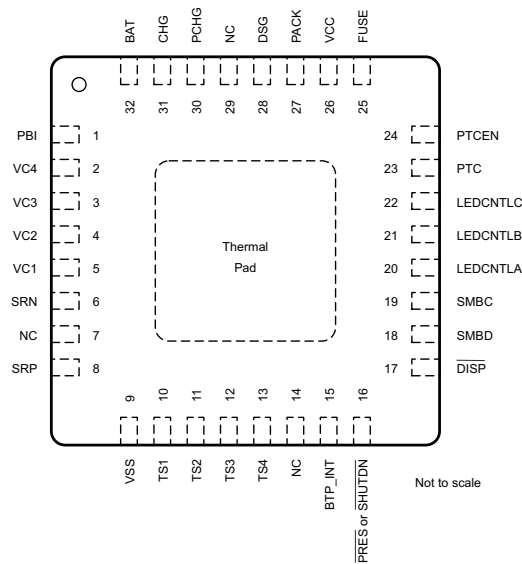 BAT
CHG
PCHG
NC
DSG
PACK
VCC
FUSE
32
31
30
29
28
27
26
25
PBI 1
VC4 2
VC3 3
VC2 4
VC1 5
SRN 6
NC 7
SRP 8
Thermal
Pad
24 PTCEN
23 PTC
22 LEDCNTLC
21 LEDCNTLB
20 LEDCNTLA
19 SMBC
18 SMBD
17 DISP
9
10
11
12
13
14
15
16
VSS
TS1
TS2
TS3
TS4
NC
BTP_INT
PRES or SHUTDN
Not to scale